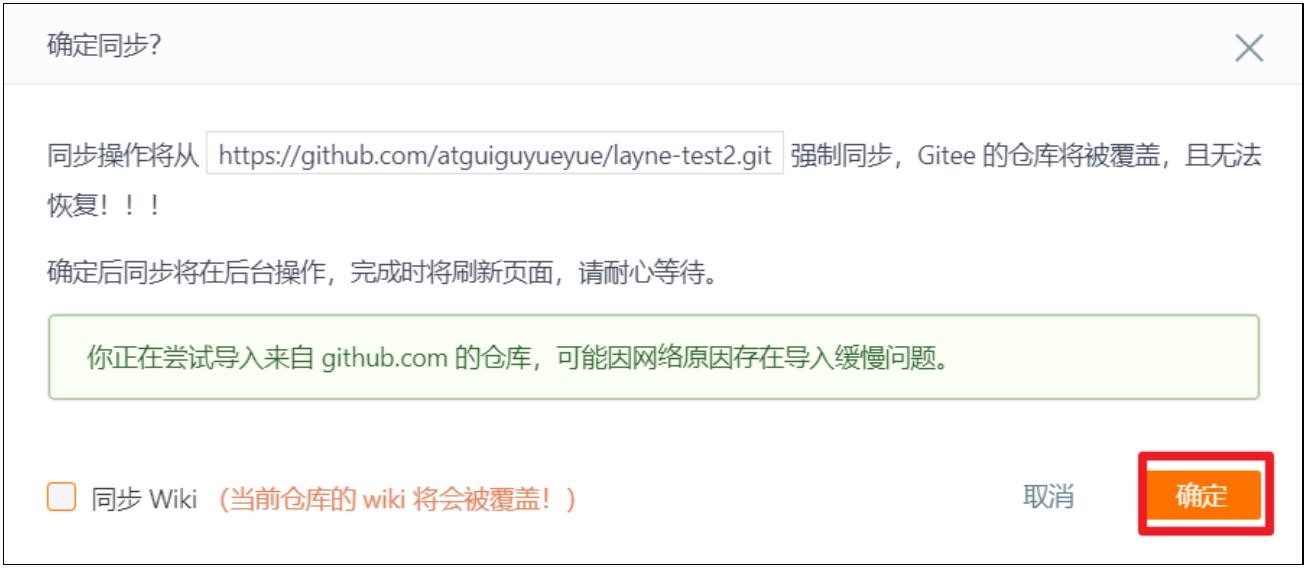 确定同步?
同步操作将从 https://github.com/atguiguyueyue/layne-test2.git 强制同步，Gitee 的仓库将被覆盖，且无法
恢复！！！
确定后同步将在后台操作，完成时将刷新页面，请耐心等待。
你正在尝试导入来自 github.com 的仓库，可能因网络原因存在导入缓慢问题。
同步 Wiki （当前仓库的 wiki 将会被覆盖！） 取消 确定